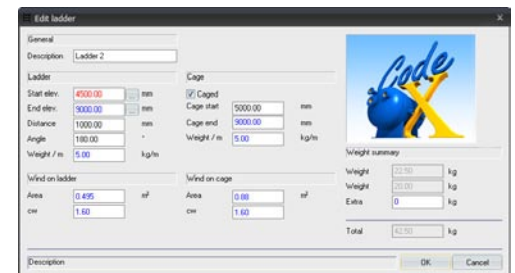 Edit ladder x
General
Description Ladder 2
Ladder
Start elev. 4500.00 ... mm
End elev. 9000.00 ... mm
Distance 1000.00 mm
Angle 180.00 °
Weight / m 5.00 kg/m
Cage
Caged
Cage start 5000.00 mm
Cage end 9000.00 mm
Weight / m 5.00 kg/m
Wind on ladder
Area 0.495 m²
cw 1.60
Wind on cage
Area 0.88 m²
cw 1.60
Code X
Weight summary
Weight 22.50 kg
Weight 20.00 kg
Extra 0 kg
Total 42.50 kg
Description OK Cancel